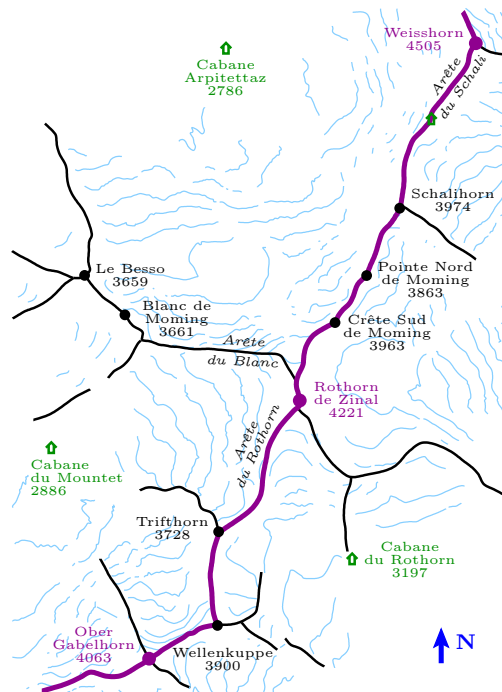 Weisshorn
4505
Cabane
Arpitettaz
2786
Arête
du Schali
Schalihorn
3974
Le Besso
3659
Pointe Nord
de Moming
3863
Blanc de
Moming
3661
Crête Sud
de Moming
3963
Arête
du Blanc
Rothorn
de Zinal
4221
Arête
du Rothorn
Cabane
du Mountet
2886
Trifthorn
3728
Cabane
du Rothorn
3197
Ober
Gabelhorn
4063
Wellenkuppe
3900
N